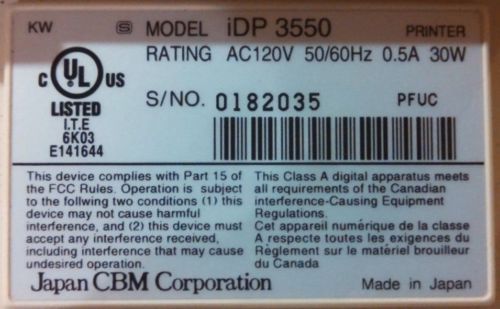 KW S MODEL iDP 3550 PRINTER
RATING AC120V 50/60Hz 0.5A 30W
C UL US
LISTED
I.T.E
6K03
E141644
S/NO. 0182035 PFUC
This device complies with Part 15 of
the FCC Rules. Operation is subject
to the follwing two conditions (1) this
device may not cause harmful
interference, and (2) this device must
accept any interference received,
including interference that may cause
undesired operation.
This Class A digital apparatus meets
all requirements of the Canadian
interference-Causing Equipment
Regulations.
Cet appareil numérique de la classe
A respecte toutes les exigences du
Règlement sur le matériel brouilleur
du Canada
Japan CBM Corporation Made in Japan